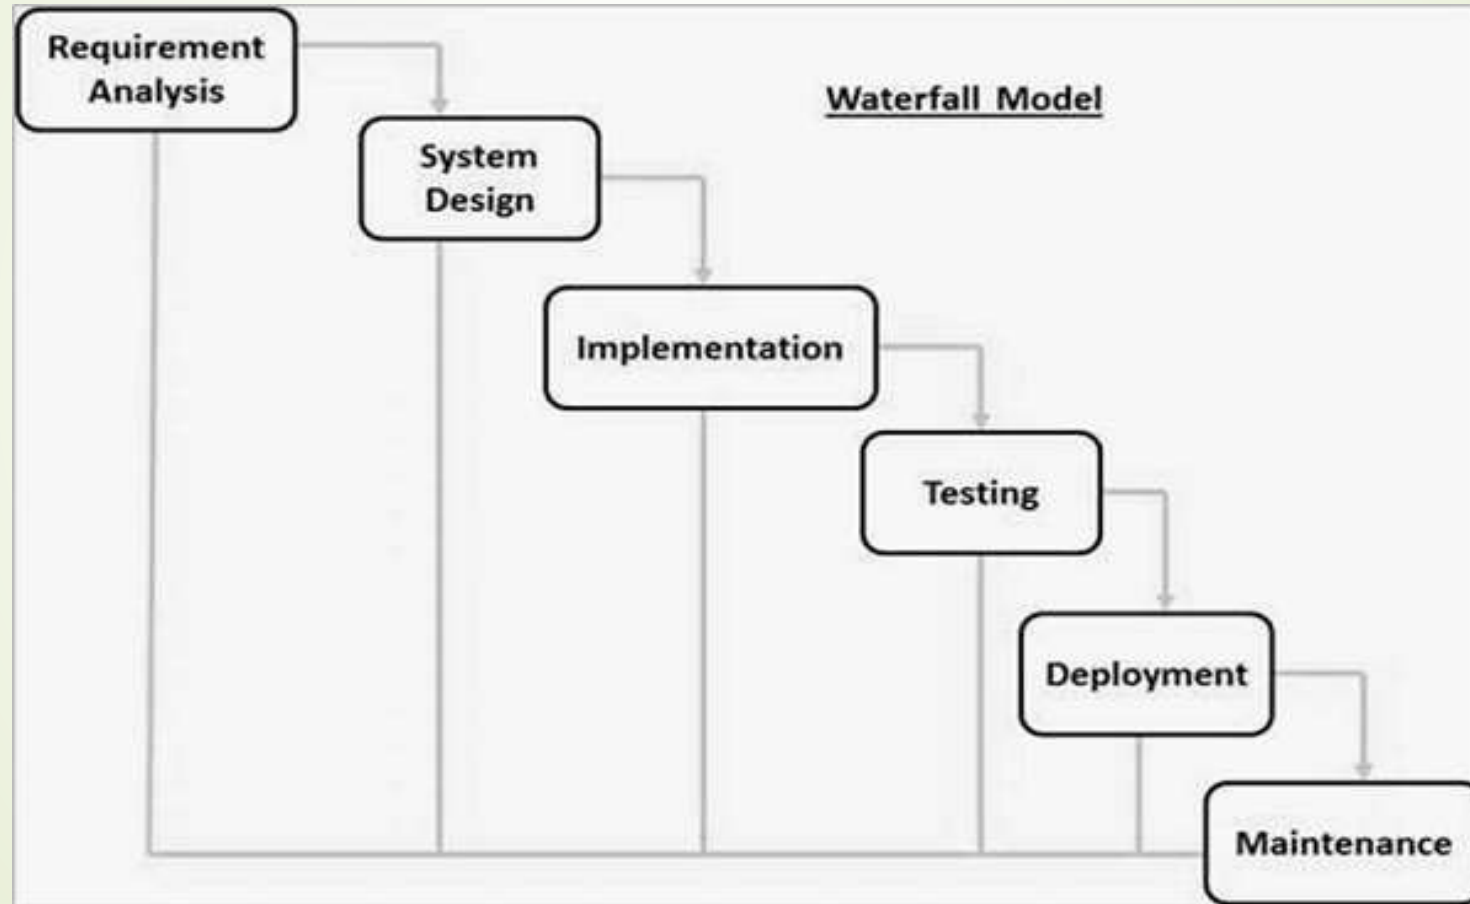 Requirement
Analysis
Waterfall Model
System
Design
Implementation
Testing
Deployment
Maintenance